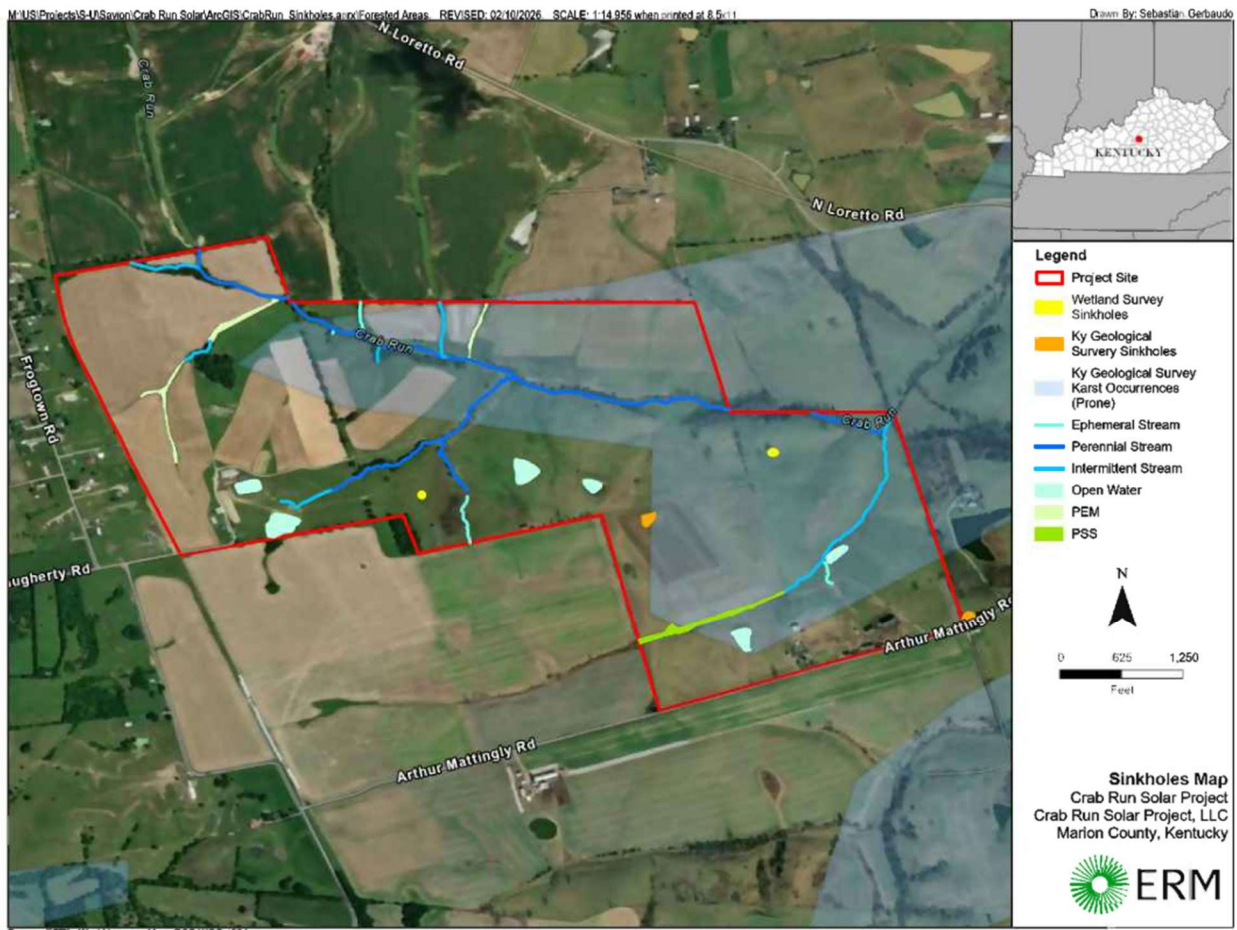 M:\US\Projects\S-U\Savion\Crab Run Solar\ArcGIS\CrabRun_Sinkholes.aprx\Forested Areas REVISED: 02/10/2026 SCALE: 1:14,956 when printed at 8.5x11
Drawn By: Sebastian Gerbaudo
N Loretto Rd
Crab Run
KENTUCKY
N Loretto Rd
Legend
Project Site
Wetland Survey
Sinkholes
Ky Geological
Survery Sinkholes
Ky Geological Survey
Karst Occurrences
(Prone)
Ephemeral Stream
Perennial Stream
Intermittent Stream
Open Water
PEM
PSS
Crab Run
Frogtown Rd
Crab Run
augherty Rd
N
Arthur Mattingly Rd
0 625 1,250
Feet
Arthur Mattingly Rd
Sinkholes Map
Crab Run Solar Project
Crab Run Solar Project, LLC
Marion County, Kentucky
ERM